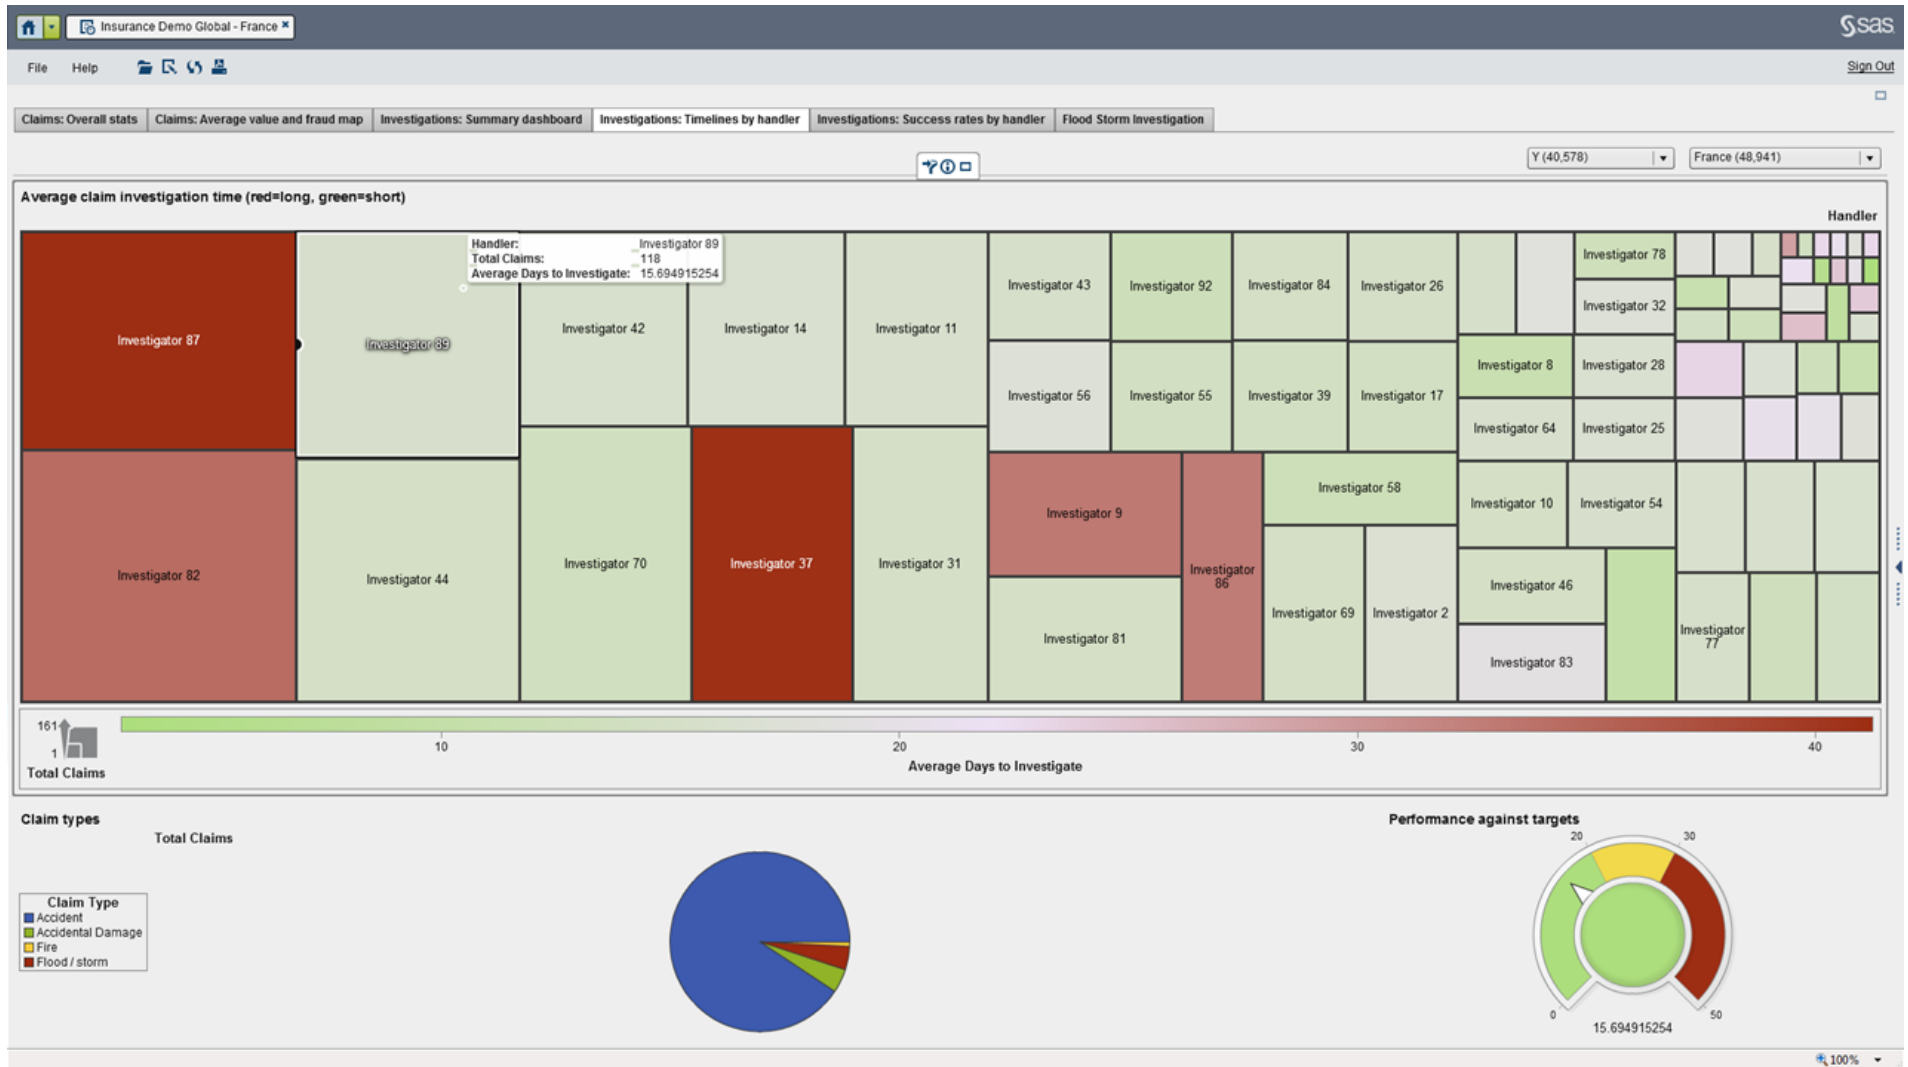 Insurance Demo Global - France
sas
File Help
Sign Out
Claims: Overall stats
Claims: Average value and fraud map
Investigations: Summary dashboard
Investigations: Timelines by handler
Investigations: Success rates by handler
Flood Storm Investigation
Y (40,578)
France (48,941)
Average claim investigation time (red=long, green=short)
Handler
Handler: Investigator 89
Total Claims: 118
Average Days to Investigate: 15.694915254
Investigator 87
Investigator 89
Investigator 42
Investigator 14
Investigator 11
Investigator 43
Investigator 92
Investigator 84
Investigator 26
Investigator 78
Investigator 32
Investigator 56
Investigator 55
Investigator 39
Investigator 17
Investigator 8
Investigator 28
Investigator 64
Investigator 25
Investigator 82
Investigator 44
Investigator 70
Investigator 37
Investigator 31
Investigator 9
Investigator
86
Investigator 58
Investigator 10
Investigator 54
Investigator 81
Investigator 69
Investigator 2
Investigator 46
Investigator 83
Investigator
77
161
1
Total Claims
10 20 30 40
Average Days to Investigate
Claim types
Total Claims
Claim Type
Accident
Accidental Damage
Fire
Flood / storm
Performance against targets
20 30
0 50
15.694915254
100%